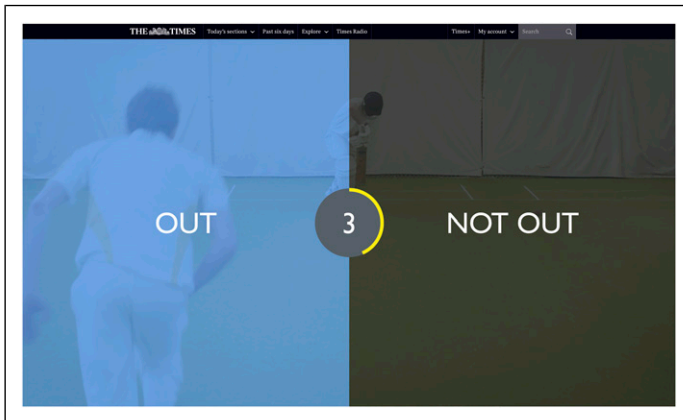 THE TIMES Today's sections Past six days Explore Times Radio Times+ My account Search
OUT 3 NOT OUT